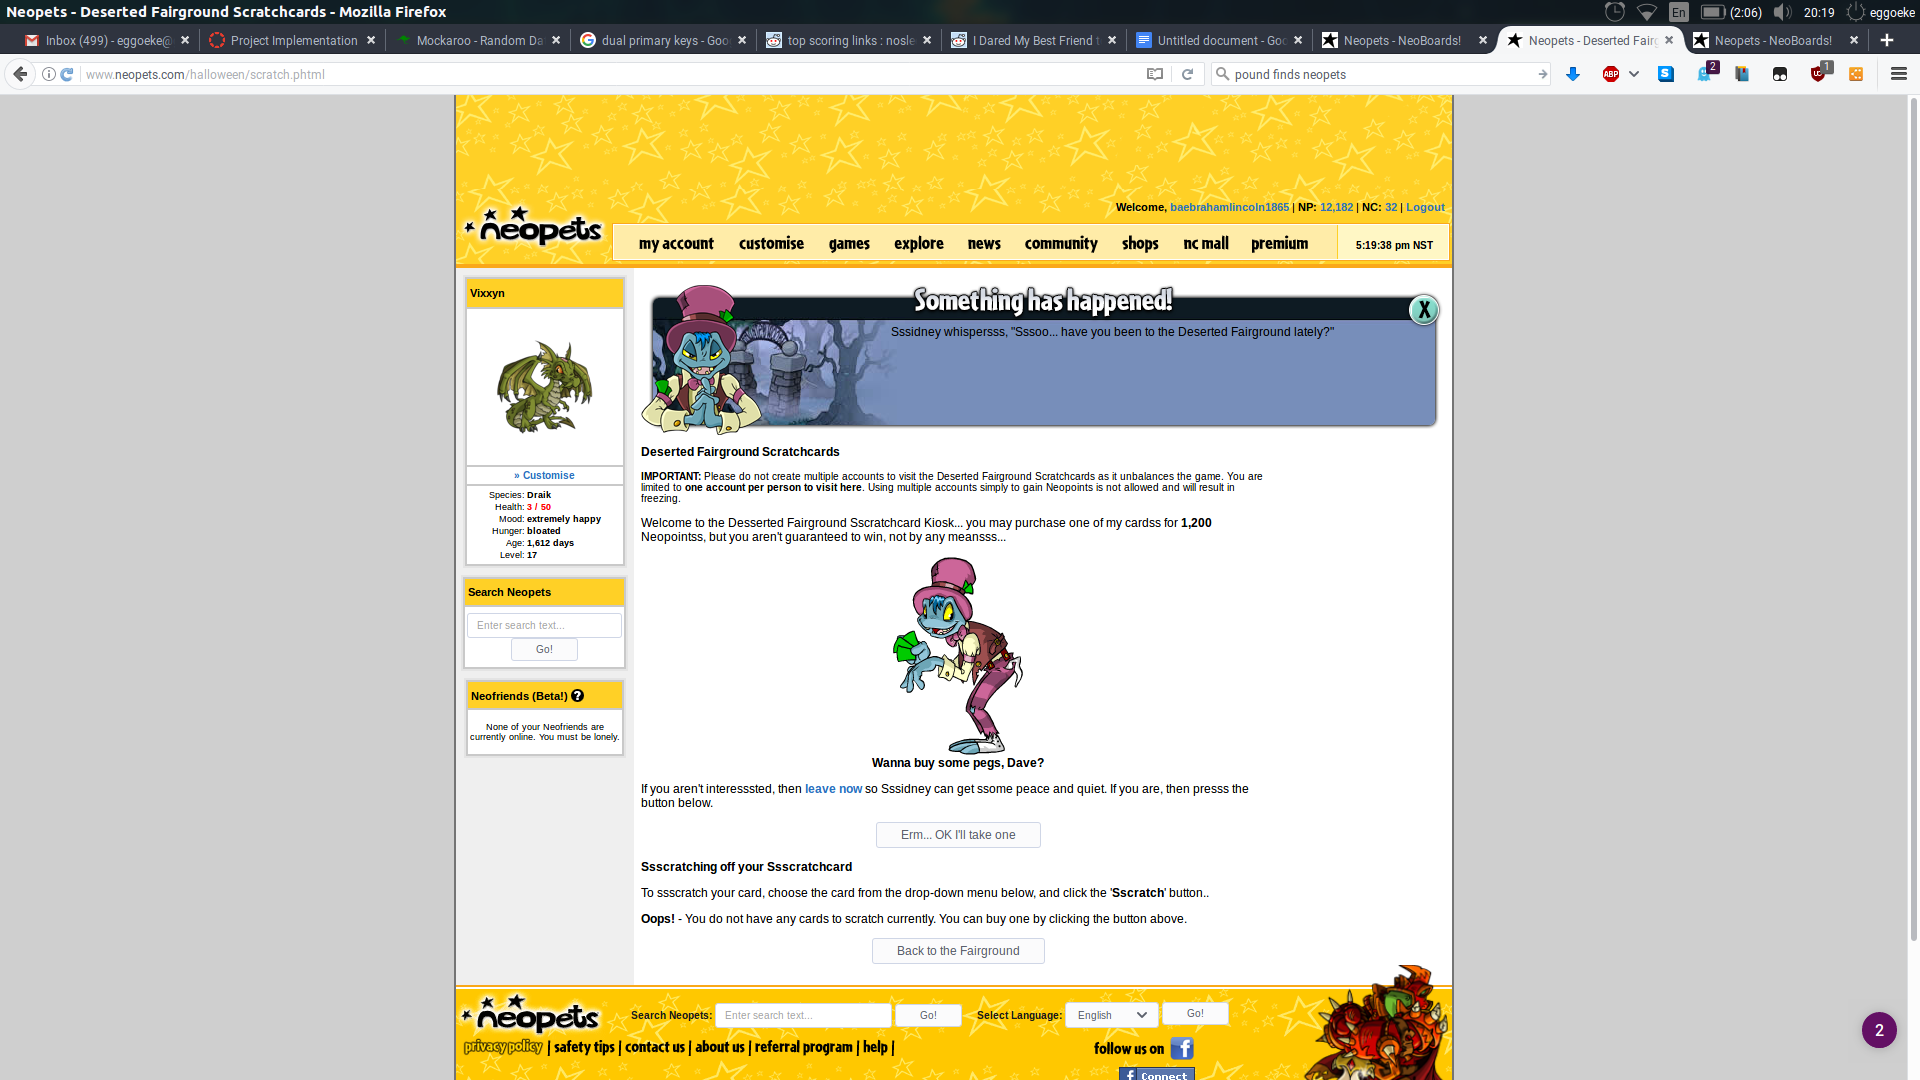 Neopets - Deserted Fairground Scratchcards - Mozilla Firefox
En (2:06) 20:19 eggoeke
Inbox (499) - eggoeke@
Project Implementation
Mockaroo - Random Da
dual primary keys - Goo
top scoring links : nosle
I Dared My Best Friend t
Untitled document - Goo
Neopets - NeoBoards!
Neopets - Deserted Fairg
Neopets - NeoBoards!
www.neopets.com/halloween/scratch.phtml
pound finds neopets
ABP
2
1
Welcome, baebrahamlincoln1865 | NP: 12,182 | NC: 32 | Logout
neopets
my account customise games explore news community shops nc mall premium
5:19:38 pm NST
Vixxyn
» Customise
Species: Draik
Health: 3 / 50
Mood: extremely happy
Hunger: bloated
Age: 1,612 days
Level: 17
Search Neopets
Enter search text...
Go!
Neofriends (Beta!) ?
None of your Neofriends are
currently online. You must be lonely.
Something has happened!
X
Sssidney whispersss, "Sssoo... have you been to the Deserted Fairground lately?"
Deserted Fairground Scratchcards
IMPORTANT: Please do not create multiple accounts to visit the Deserted Fairground Scratchcards as it unbalances the game. You are
limited to one account per person to visit here. Using multiple accounts simply to gain Neopoints is not allowed and will result in
freezing.
Welcome to the Desserted Fairground Sscratchcard Kiosk... you may purchase one of my cardss for 1,200
Neopointss, but you aren't guaranteed to win, not by any meansss...
Wanna buy some pegs, Dave?
If you aren't interesssted, then leave now so Sssidney can get ssome peace and quiet. If you are, then presss the
button below.
Erm... OK I'll take one
Ssscratching off your Ssscratchcard
To ssscratch your card, choose the card from the drop-down menu below, and click the 'Sscratch' button..
Oops! - You do not have any cards to scratch currently. You can buy one by clicking the button above.
Back to the Fairground
neopets
Search Neopets: Enter search text... Go!
Select Language: English Go!
privacy policy | safety tips | contact us | about us | referral program | help |
follow us on f
f Connect
2